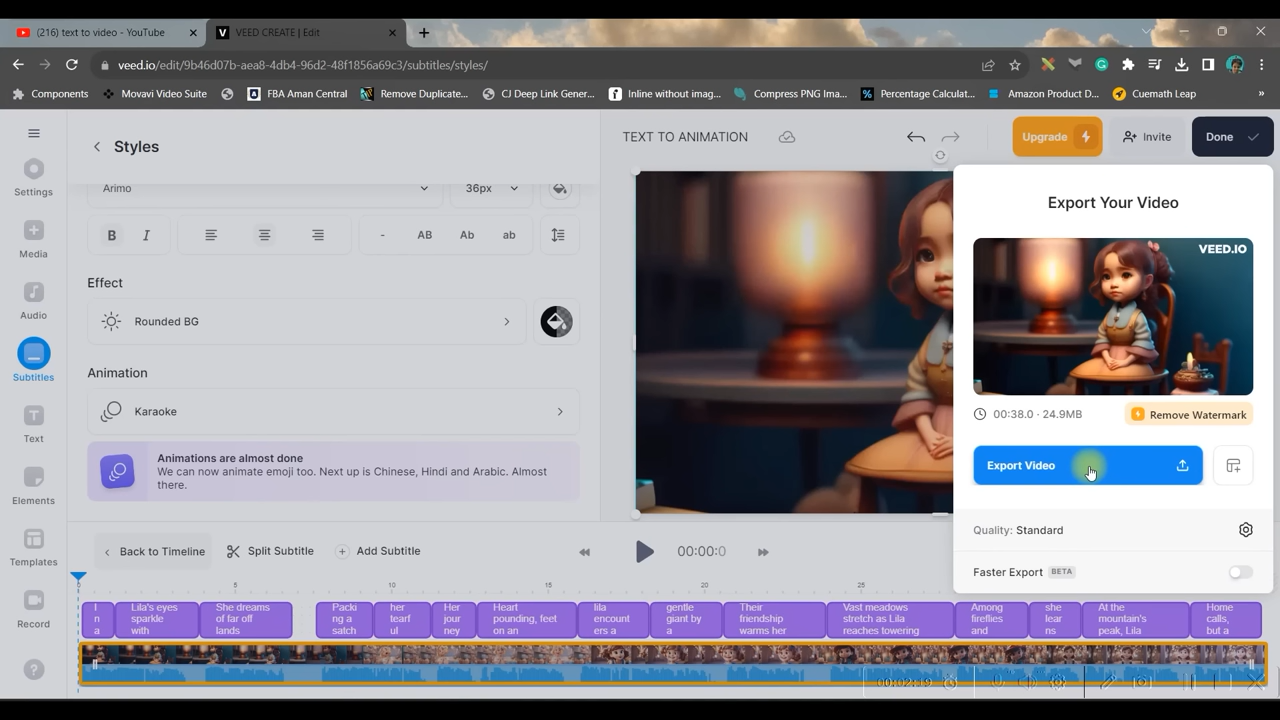 (216) text to video - YouTube
VEED CREATE | Edit
veed.io/edit/9b46d07b-aea8-4db4-96d2-48f1856a69c3/subtitles/styles/
Components
Movavi Video Suite
FBA Aman Central
Remove Duplicate...
CJ Deep Link Gener...
Inline without imag...
Compress PNG Ima...
Percentage Calculat...
Amazon Product D...
Cuemath Leap
»
Styles
TEXT TO ANIMATION
Upgrade
Invite
Done
Settings
Media
Audio
Subtitles
Text
Elements
Templates
Record
Arimo
36px
B
I
-
AB
Ab
ab
Effect
Rounded BG
Animation
Karaoke
Animations are almost done
We can now animate emoji too. Next up is Chinese, Hindi and Arabic. Almost
there.
Export Your Video
VEED.IO
00:38.0 · 24.9MB
Remove Watermark
Export Video
Quality: Standard
Faster Export BETA
Back to Timeline
Split Subtitle
Add Subtitle
00:00:0
0
5
10
15
20
25
I
n
a
Lila's eyes
sparkle
with
She dreams
of far off
lands
Packi
ng a
satch
her
tearf
ul
Her
jour
ney
Heart
pounding, feet
on an
lila
encount
ers a
gentle
giant by
a
Their
friendship
warms her
Vast meadows
stretch as Lila
reaches towering
Among
fireflies
and
she
lear
ns
At the
mountain's
peak, Lila
Home
calls,
but a
00:02:19